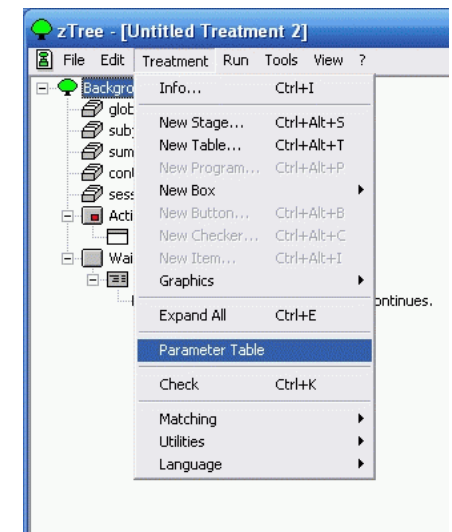 zTree - [Untitled Treatment 2]
File Edit Treatment Run Tools View ?
Info... Ctrl+I
New Stage... Ctrl+Alt+S
New Table... Ctrl+Alt+T
New Program... Ctrl+Alt+P
New Box
New Button... Ctrl+Alt+B
New Checker... Ctrl+Alt+C
New Item... Ctrl+Alt+I
Graphics
Expand All Ctrl+E
Parameter Table
Check Ctrl+K
Matching
Utilities
Language
Backgro
glob
sub
sum
cont
sess
Acti
Wai
ontinues.